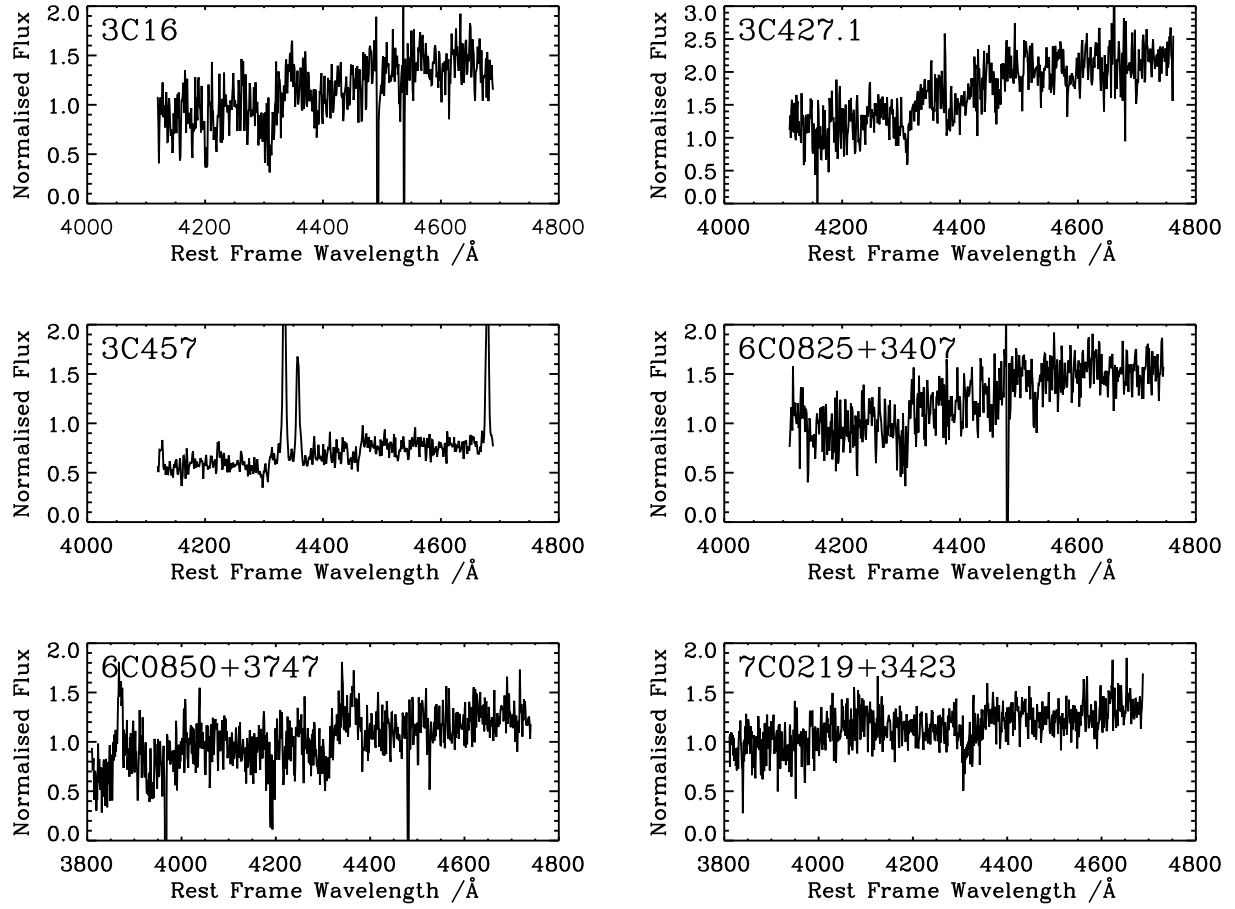 3C16
Normalised Flux
2.0
1.5
1.0
0.5
0.0
4000 4200 4400 4600 4800
Rest Frame Wavelength /Å
3C427.1
Normalised Flux
3.0
2.5
2.0
1.5
1.0
0.5
0.0
4000 4200 4400 4600 4800
Rest Frame Wavelength /Å
3C457
Normalised Flux
2.0
1.5
1.0
0.5
0.0
4000 4200 4400 4600 4800
Rest Frame Wavelength /Å
6C0825+3407
Normalised Flux
2.0
1.5
1.0
0.5
0.0
4000 4200 4400 4600 4800
Rest Frame Wavelength /Å
6C0850+3747
Normalised Flux
2.0
1.5
1.0
0.5
0.0
3800 4000 4200 4400 4600 4800
Rest Frame Wavelength /Å
7C0219+3423
Normalised Flux
2.0
1.5
1.0
0.5
0.0
3800 4000 4200 4400 4600 4800
Rest Frame Wavelength /Å